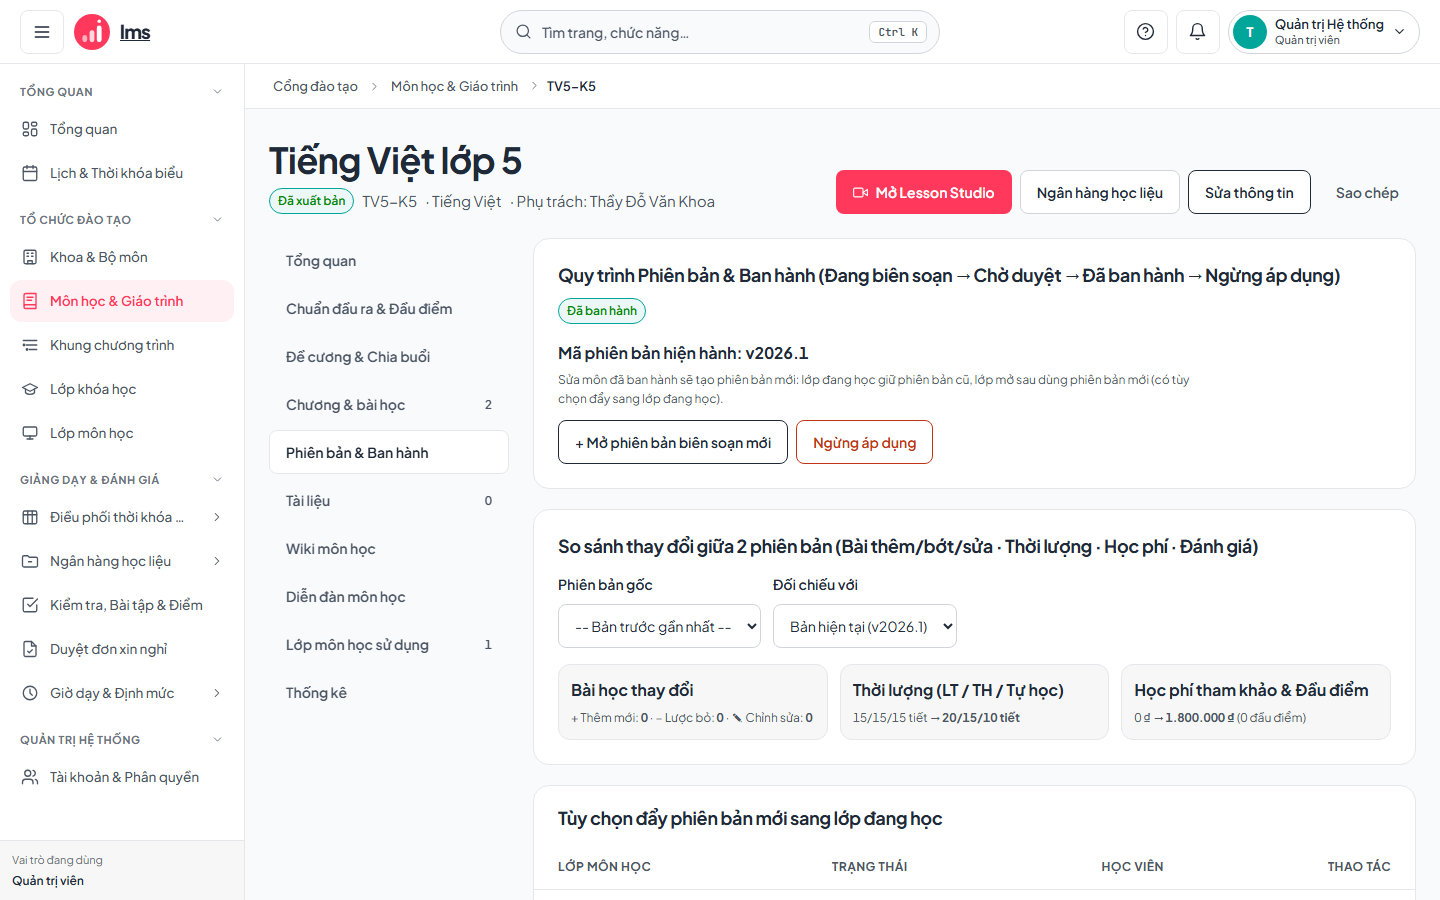 lms
Tìm trang, chức năng...
Ctrl K
T
Quản trị Hệ thống
Quản trị viên
TỔNG QUAN
Tổng quan
Lịch & Thời khóa biểu
TỔ CHỨC ĐÀO TẠO
Khoa & Bộ môn
Môn học & Giáo trình
Khung chương trình
Lớp khóa học
Lớp môn học
GIẢNG DẠY & ĐÁNH GIÁ
Điều phối thời khóa ...
Ngân hàng học liệu
Kiểm tra, Bài tập & Điểm
Duyệt đơn xin nghỉ
Giờ dạy & Định mức
QUẢN TRỊ HỆ THỐNG
Tài khoản & Phân quyền
Vai trò đang dùng
Quản trị viên
Cổng đào tạo > Môn học & Giáo trình > TV5-K5
Tiếng Việt lớp 5
Đã xuất bản TV5-K5 · Tiếng Việt · Phụ trách: Thầy Đỗ Văn Khoa
Mở Lesson Studio
Ngân hàng học liệu
Sửa thông tin
Sao chép
Tổng quan
Chuẩn đầu ra & Đầu điểm
Đề cương & Chia buổi
Chương & bài học 2
Phiên bản & Ban hành
Tài liệu 0
Wiki môn học
Diễn đàn môn học
Lớp môn học sử dụng 1
Thống kê
Quy trình Phiên bản & Ban hành (Đang biên soạn → Chờ duyệt → Đã ban hành → Ngừng áp dụng)
Đã ban hành
Mã phiên bản hiện hành: v2026.1
Sửa môn đã ban hành sẽ tạo phiên bản mới: lớp đang học giữ phiên bản cũ, lớp mở sau dùng phiên bản mới (có tùy
chọn đẩy sang lớp đang học).
+ Mở phiên bản biên soạn mới
Ngừng áp dụng
So sánh thay đổi giữa 2 phiên bản (Bài thêm/bớt/sửa · Thời lượng · Học phí · Đánh giá)
Phiên bản gốc
Đối chiếu với
-- Bản trước gần nhất --
Bản hiện tại (v2026.1)
Bài học thay đổi
+ Thêm mới: 0 · − Lược bỏ: 0 · ✎ Chỉnh sửa: 0
Thời lượng (LT / TH / Tự học)
15/15/15 tiết → 20/15/10 tiết
Học phí tham khảo & Đầu điểm
0 ₫ → 1.800.000 ₫ (0 đầu điểm)
Tùy chọn đẩy phiên bản mới sang lớp đang học
LỚP MÔN HỌC TRẠNG THÁI HỌC VIÊN THAO TÁC